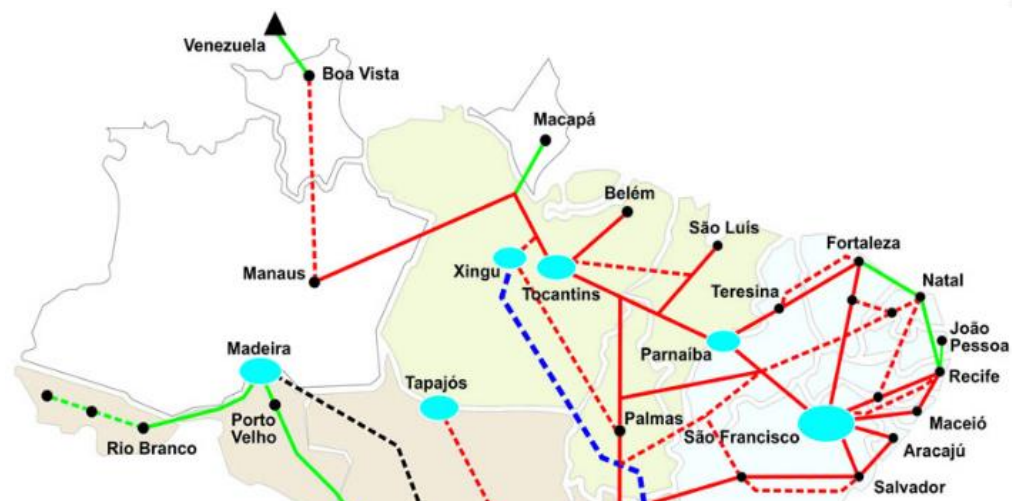 Venezuela
Boa Vista
Macapá
Belém
São Luís
Fortaleza
Manaus
Xingu
Tocantins
Teresina
Natal
João
Pessoa
Madeira
Parnaíba
Recife
Tapajós
Rio Branco
Porto
Velho
Palmas
São Francisco
Maceió
Aracajú
Salvador